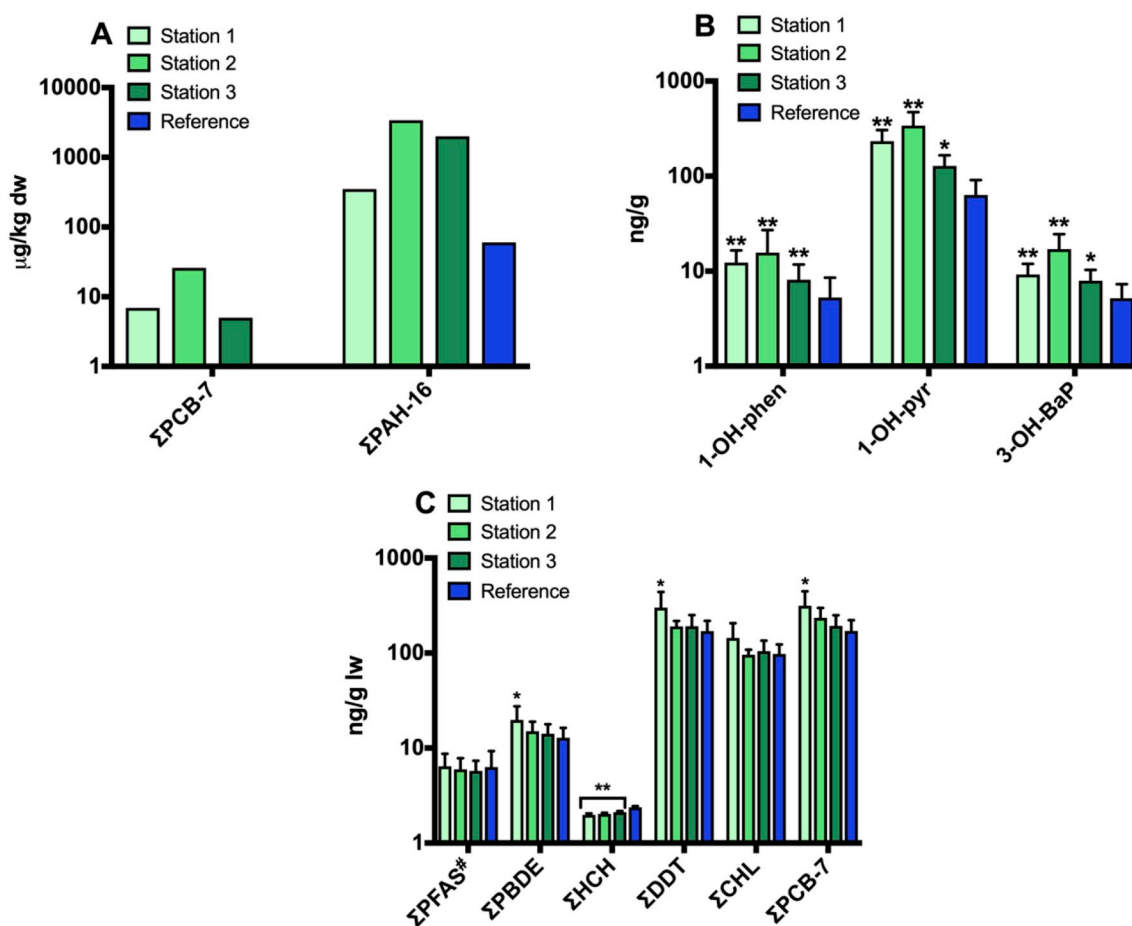 A
Station 1
Station 2
Station 3
Reference
10000
1000
100
10
1
µg/kg dw
ΣPCB-7
ΣPAH-16
B
Station 1
Station 2
Station 3
Reference
1000
100
10
1
ng/g
** ** **
** ** *
** ** *
1-OH-phen
1-OH-pyr
3-OH-BaP
C
Station 1
Station 2
Station 3
Reference
1000
100
10
1
ng/g lw
*
**
*
*
ΣPFAS#
ΣPBDE
ΣHCH
ΣDDT
ΣCHL
ΣPCB-7